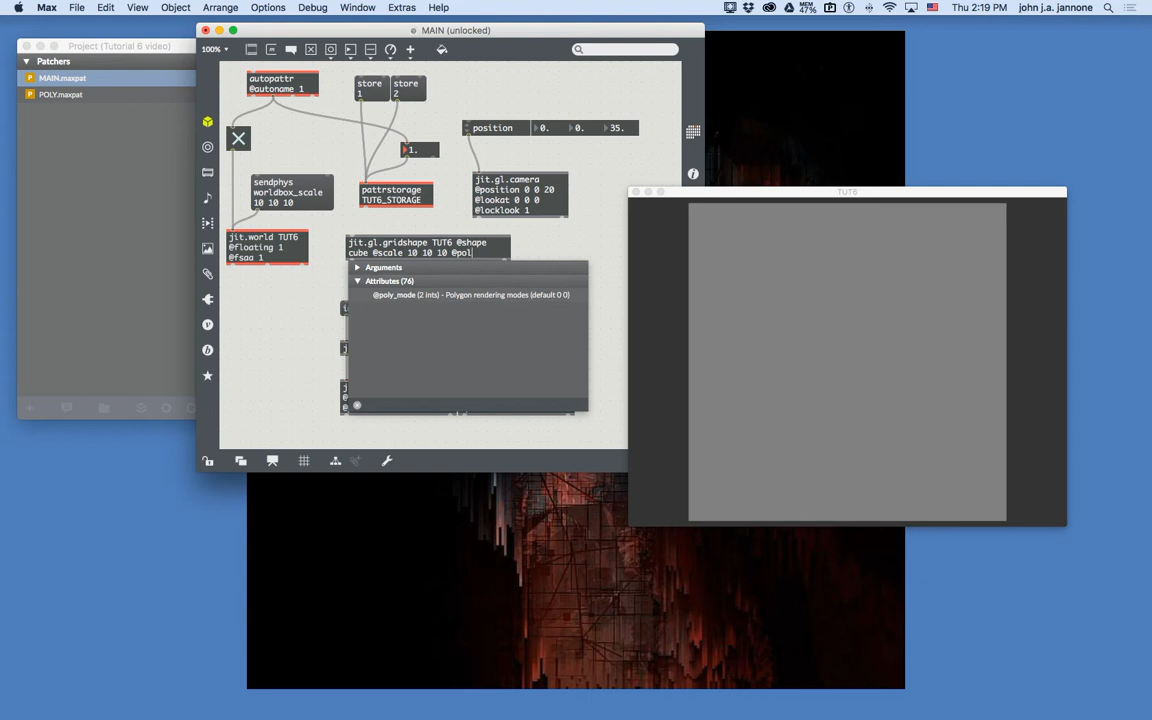 Max File Edit View Object Arrange Options Debug Window Extras Help MEM 47% Thu 2:19 PM john j.a. jannone
Project (Tutorial 6 video)
Patchers
MAIN.maxpat
POLY.maxpat
MAIN (unlocked)
100%
autopattr
@autoname 1
store
1
store
2
position 0. 0. 35.
1.
sendphys
worldbox_scale
10 10 10
pattrstorage
TUT6_STORAGE
jit.gl.camera
@position 0 0 20
@lookat 0 0 0
@locklook 1
jit.world TUT6
@floating 1
@fsaa 1
jit.gl.gridshape TUT6 @shape
cube @scale 10 10 10 @pol
Arguments
Attributes (76)
@poly_mode (2 ints) - Polygon rendering modes (default 0 0)
TUT6